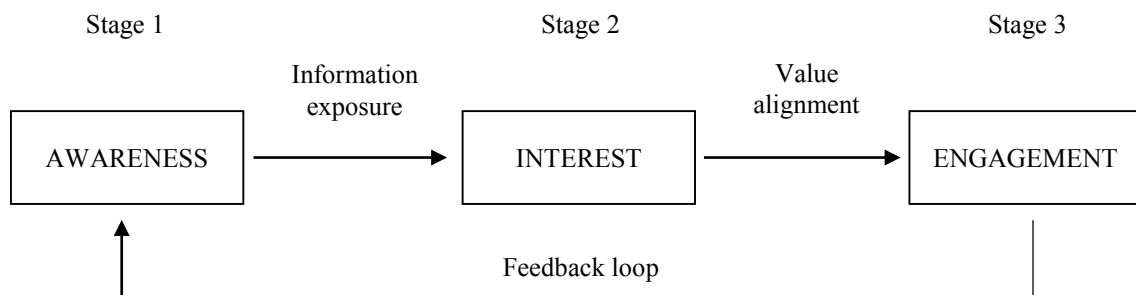 Stage 1
Stage 2
Stage 3
Information
exposure
Value
alignment
AWARENESS
INTEREST
ENGAGEMENT
Feedback loop